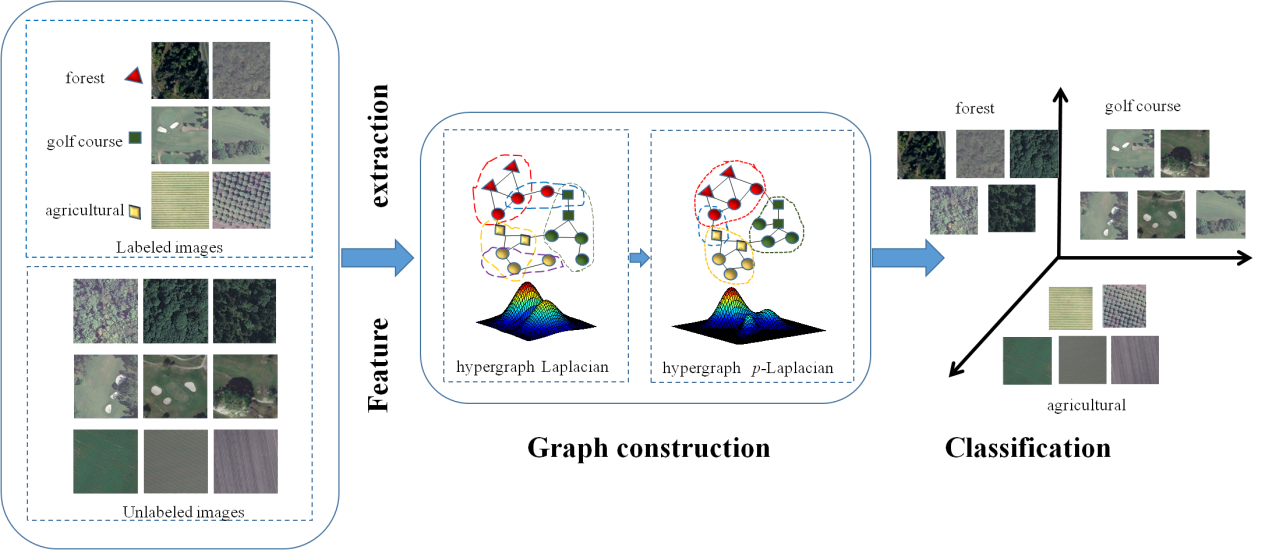 forest
golf course
agricultural
Labeled images
Unlabeled images
Feature extraction
hypergraph Laplacian
hypergraph p-Laplacian
Graph construction
forest
golf course
agricultural
Classification